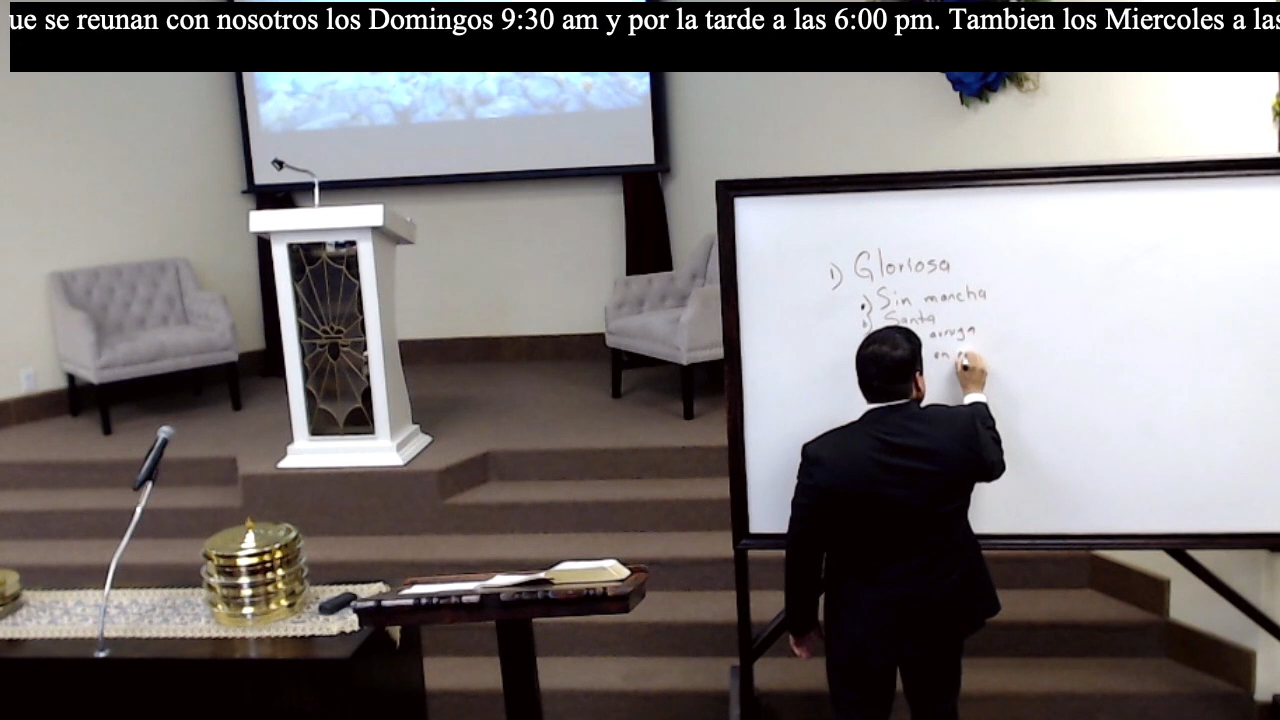 ue se reunan con nosotros los Domingos 9:30 am y por la tarde a las 6:00 pm. Tambien los Miercoles a las
1) Gloriosa
Sin mancha
Santa
arruga